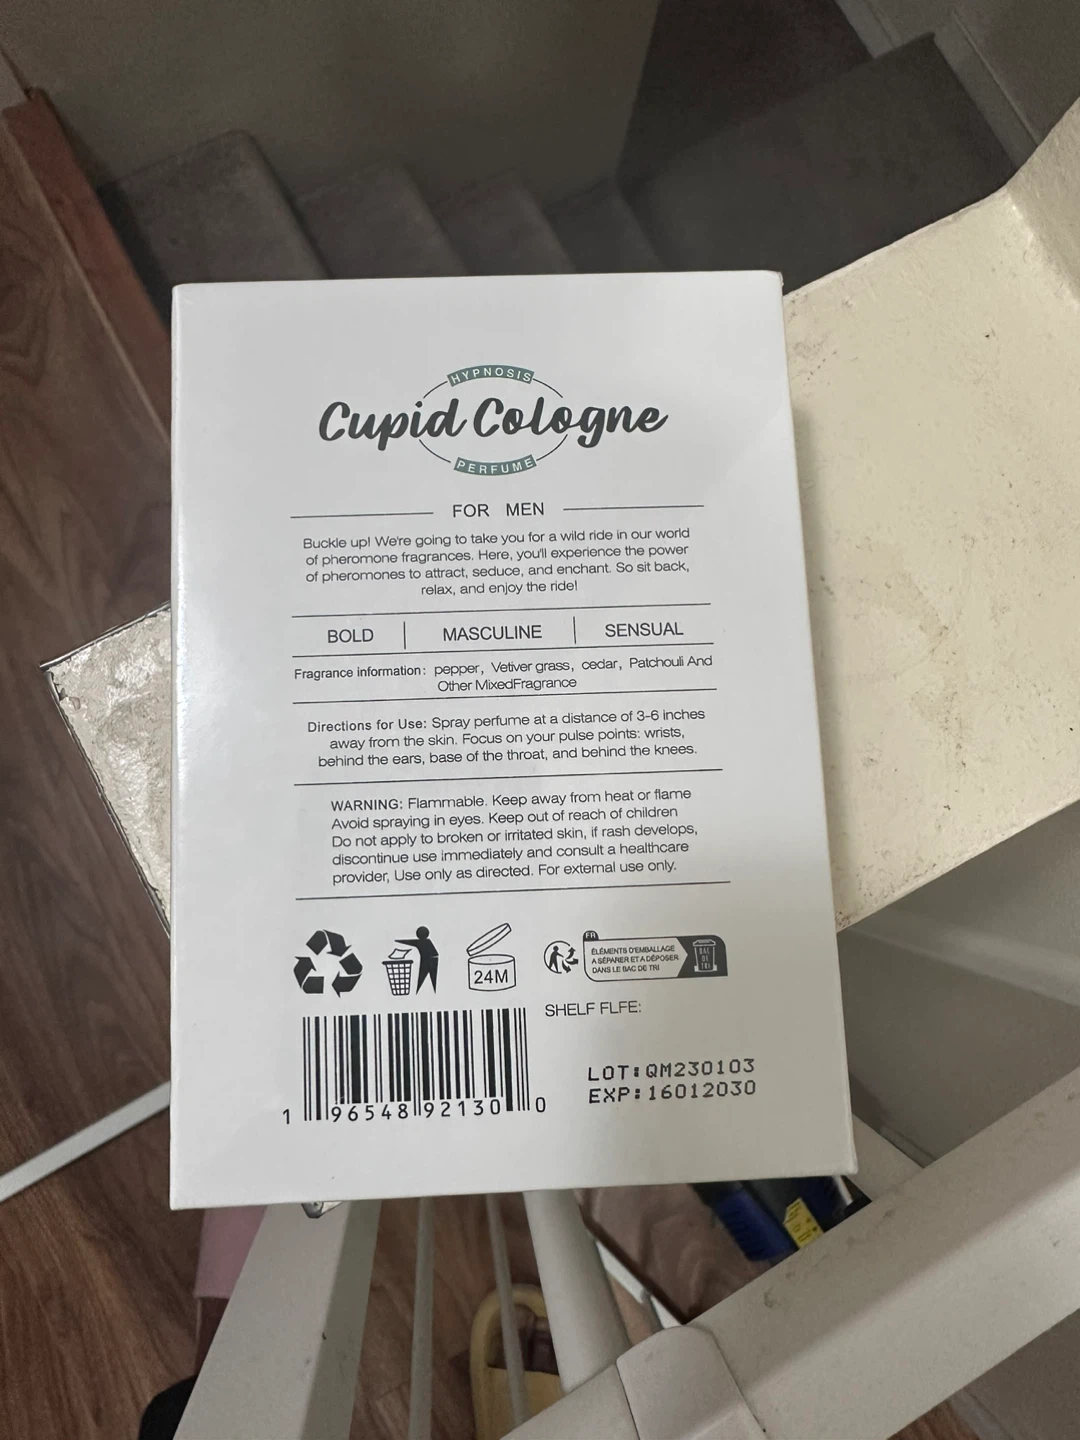 HYPNOSIS
Cupid Cologne
PERFUME
FOR MEN
Buckle up! We're going to take you for a wild ride in our world
of pheromone fragrances. Here, you'll experience the power
of pheromones to attract, seduce, and enchant. So sit back,
relax, and enjoy the ride!
BOLD | MASCULINE | SENSUAL
Fragrance information: pepper, Vetiver grass, cedar, Patchouli And
Other MixedFragrance
Directions for Use: Spray perfume at a distance of 3-6 inches
away from the skin. Focus on your pulse points: wrists,
behind the ears, base of the throat, and behind the knees.
WARNING: Flammable. Keep away from heat or flame
Avoid spraying in eyes. Keep out of reach of children
Do not apply to broken or irritated skin, if rash develops,
discontinue use immediately and consult a healthcare
provider, Use only as directed. For external use only.
24M
FR
ÉLÉMENTS D'EMBALLAGE
A SÉPARER ET A DÉPOSER
DANS LE BAC DE TRI
BAC
DE
TRI
SHELF FLFE:
LOT:QM230103
EXP:16012030
1 96548 92130 0